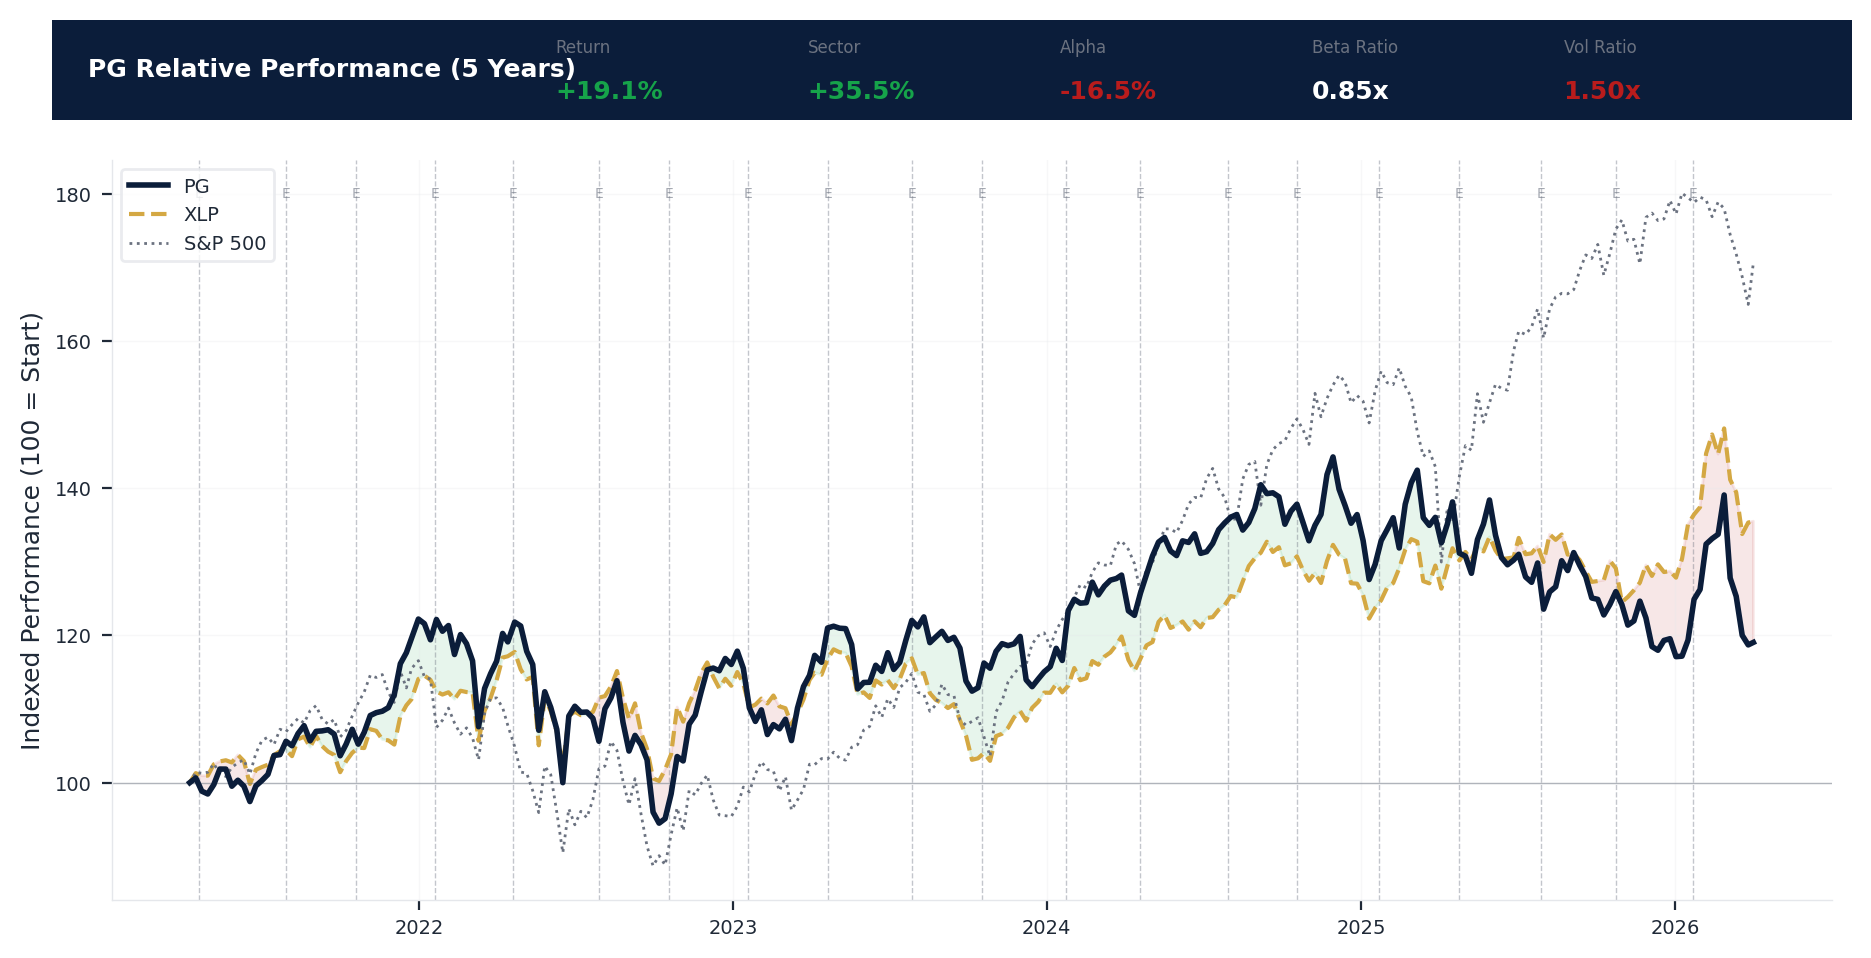 Return Sector Alpha Beta Ratio Vol Ratio
PG Relative Performance (5 Years)
+19.1% +35.5% -16.5% 0.85x 1.50x
PG
XLP
S&P 500
E E E E E E E E E E E E E E E E E E E
180
160
140
120
100
Indexed Performance (100 = Start)
2022 2023 2024 2025 2026